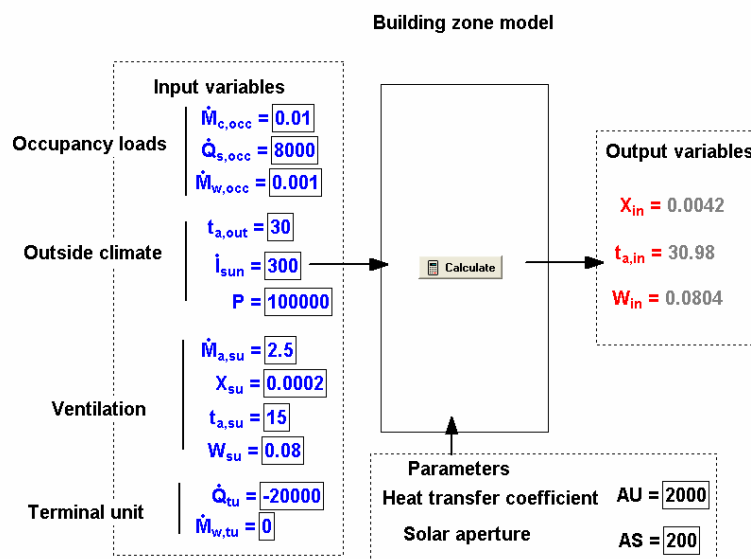 Building zone model
Input variables
Occupancy loads
Ṁc,occ = 0.01
Q̇s,occ = 8000
Ṁw,occ = 0.001
Outside climate
ta,out = 30
İsun = 300
P = 100000
Ventilation
Ṁa,su = 2.5
Xsu = 0.0002
ta,su = 15
Wsu = 0.08
Terminal unit
Q̇tu = -20000
Ṁw,tu = 0
Calculate
Output variables
Xin = 0.0042
ta,in = 30.98
Win = 0.0804
Parameters
Heat transfer coefficient AU = 2000
Solar aperture AS = 200